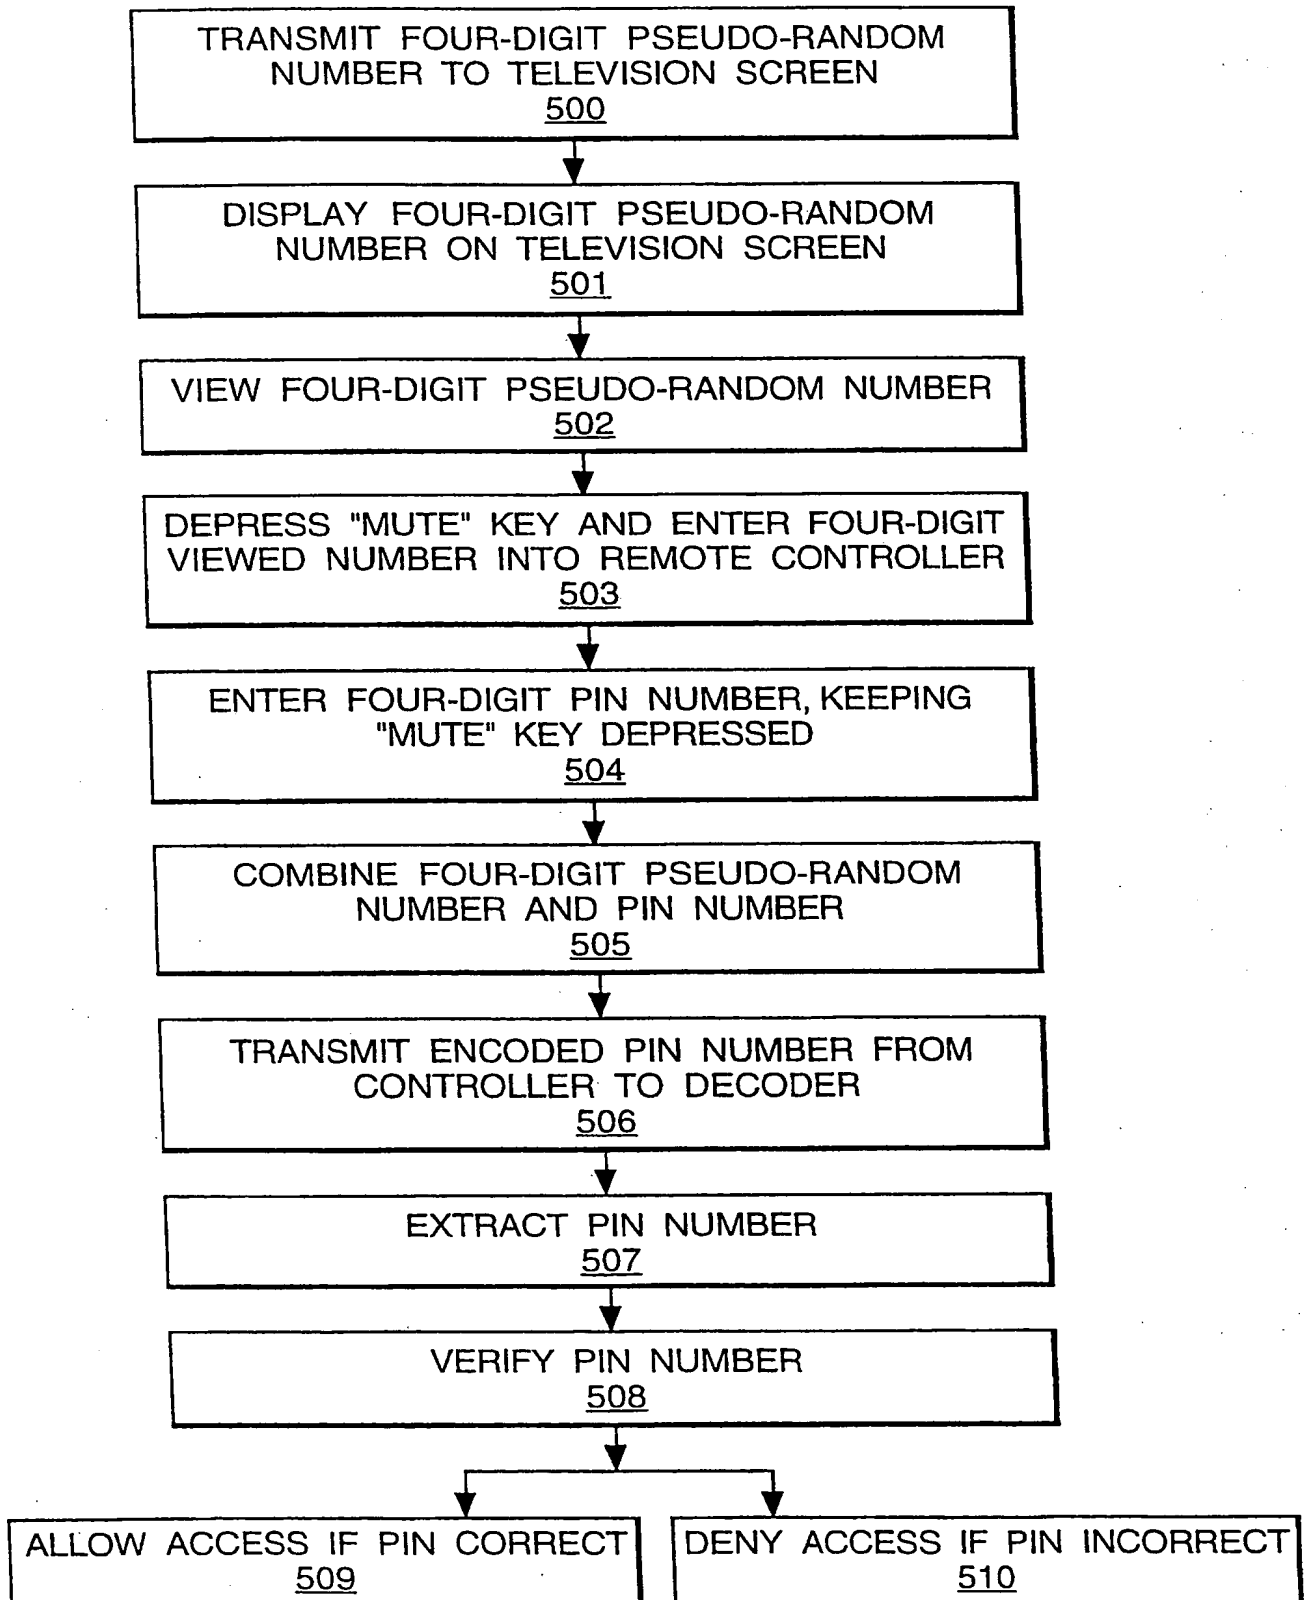 TRANSMIT FOUR-DIGIT PSEUDO-RANDOM
NUMBER TO TELEVISION SCREEN
500
DISPLAY FOUR-DIGIT PSEUDO-RANDOM
NUMBER ON TELEVISION SCREEN
501
VIEW FOUR-DIGIT PSEUDO-RANDOM NUMBER
502
DEPRESS "MUTE" KEY AND ENTER FOUR-DIGIT
VIEWED NUMBER INTO REMOTE CONTROLLER
503
ENTER FOUR-DIGIT PIN NUMBER, KEEPING
"MUTE" KEY DEPRESSED
504
COMBINE FOUR-DIGIT PSEUDO-RANDOM
NUMBER AND PIN NUMBER
505
TRANSMIT ENCODED PIN NUMBER FROM
CONTROLLER TO DECODER
506
EXTRACT PIN NUMBER
507
VERIFY PIN NUMBER
508
ALLOW ACCESS IF PIN CORRECT
509
DENY ACCESS IF PIN INCORRECT
510